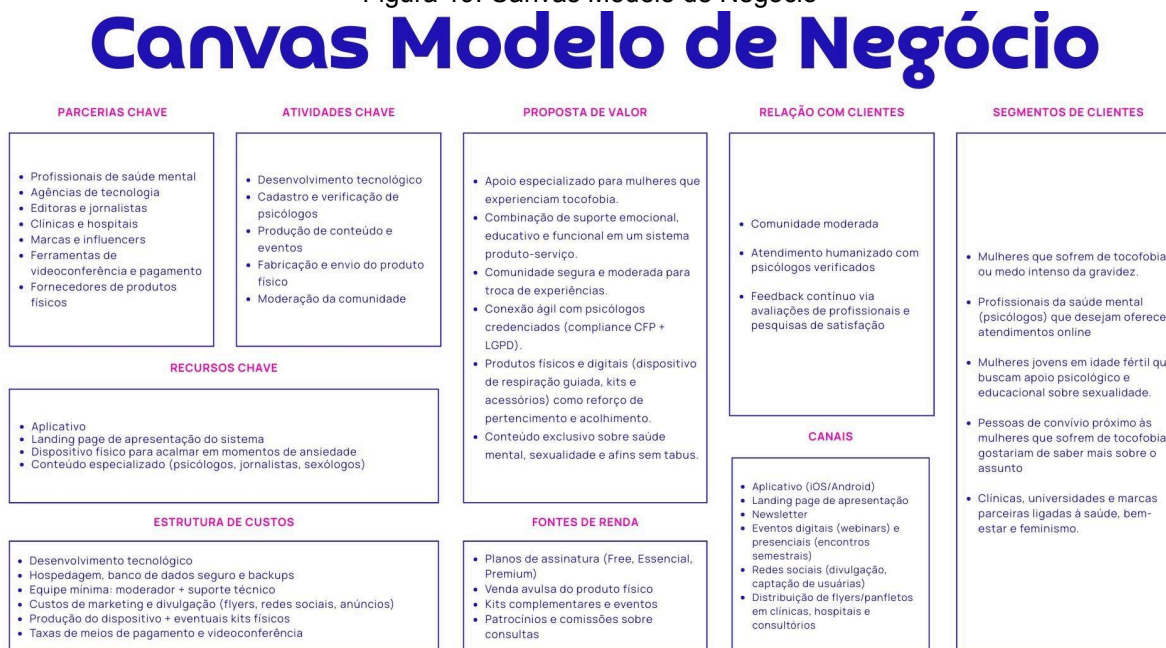 Figura 40: Canvas Modelo de Negócio
Canvas Modelo de Negócio
PARCERIAS CHAVE
• Profissionais de saúde mental
• Agências de tecnologia
• Editoras e jornalistas
• Clínicas e hospitais
• Marcas e influencers
• Ferramentas de
videoconferência e pagamento
• Fornecedores de produtos
físicos
ATIVIDADES CHAVE
• Desenvolvimento tecnológico
• Cadastro e verificação de
psicólogos
• Produção de conteúdo e
eventos
• Fabricação e envio do produto
físico
• Moderação da comunidade
RECURSOS CHAVE
• Aplicativo
• Landing page de apresentação do sistema
• Dispositivo físico para acalmar em momentos de ansiedade
• Conteúdo especializado (psicólogos, jornalistas, sexólogos)
PROPOSTA DE VALOR
• Apoio especializado para mulheres que
experienciam tocofobia.
• Combinação de suporte emocional,
educativo e funcional em um sistema
produto-serviço.
• Comunidade segura e moderada para
troca de experiências.
• Conexão ágil com psicólogos
credenciados (compliance CFP +
LGPD).
• Produtos físicos e digitais (dispositivo
de respiração guiada, kits e
acessórios) como reforço de
pertencimento e acolhimento.
• Conteúdo exclusivo sobre saúde
mental, sexualidade e afins sem tabus.
RELAÇÃO COM CLIENTES
• Comunidade moderada
• Atendimento humanizado com
psicólogos verificados
• Feedback contínuo via
avaliações de profissionais e
pesquisas de satisfação
CANAIS
• Aplicativo (iOS/Android)
• Landing page de apresentação
• Newsletter
• Eventos digitais (webinars) e
presenciais (encontros
semestrais)
• Redes sociais (divulgação,
captação de usuárias)
• Distribuição de flyers/panfletos
em clínicas, hospitais e
consultórios
SEGMENTOS DE CLIENTES
• Mulheres que sofrem de tocofobia
ou medo intenso da gravidez.
• Profissionais da saúde mental
(psicólogos) que desejam oferece
atendimentos online
• Mulheres jovens em idade fértil qu
buscam apoio psicológico e
educacional sobre sexualidade.
• Pessoas de convívio próximo às
mulheres que sofrem de tocofobia
gostariam de saber mais sobre o
assunto
• Clínicas, universidades e marcas
parceiras ligadas à saúde, bem-
estar e feminismo.
ESTRUTURA DE CUSTOS
• Desenvolvimento tecnológico
• Hospedagem, banco de dados seguro e backups
• Equipe mínima: moderador + suporte técnico
• Custos de marketing e divulgação (flyers, redes sociais, anúncios)
• Produção do dispositivo + eventuais kits físicos
• Taxas de meios de pagamento e videoconferência
FONTES DE RENDA
• Planos de assinatura (Free, Essencial,
Premium)
• Venda avulsa do produto físico
• Kits complementares e eventos
• Patrocínios e comissões sobre
consultas